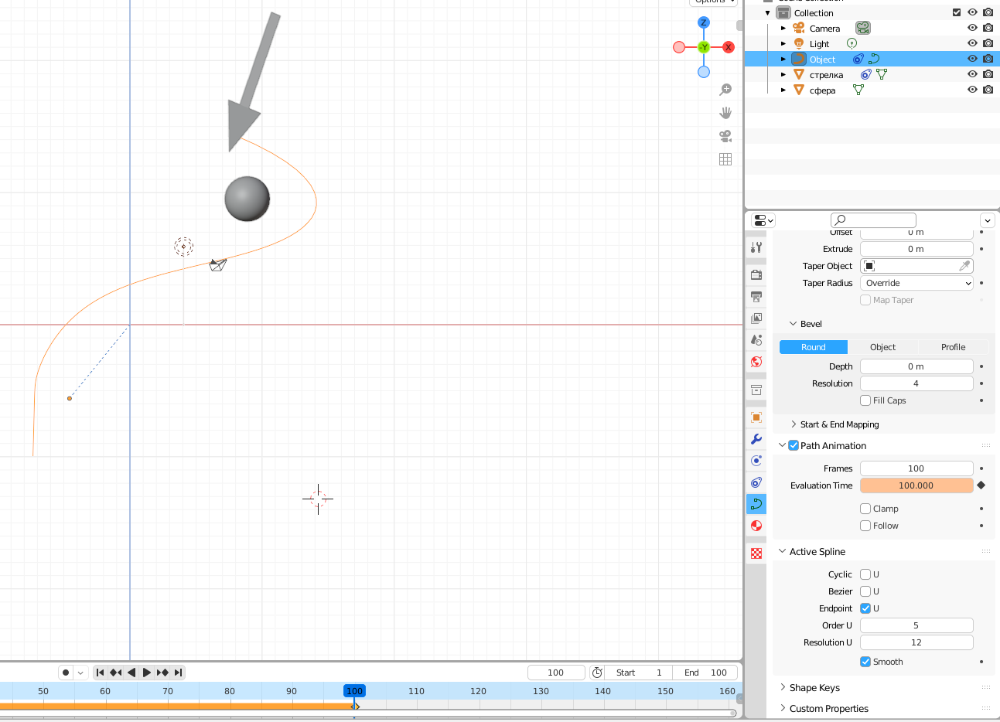 Options
Scene Collection
Collection
Camera
Light
Object
стрелка
сфера
Z
-Y
X
Offset 0 m
Extrude 0 m
Taper Object
Taper Radius Override
Map Taper
Bevel
Round Object Profile
Depth 0 m
Resolution 4
Fill Caps
Start & End Mapping
Path Animation
Frames 100
Evaluation Time 100.000
Clamp
Follow
Active Spline
Cyclic U
Bezier U
Endpoint U
Order U 5
Resolution U 12
Smooth
Shape Keys
Custom Properties
100 Start 1 End 100
50 60 70 80 90 100 110 120 130 140 150 160